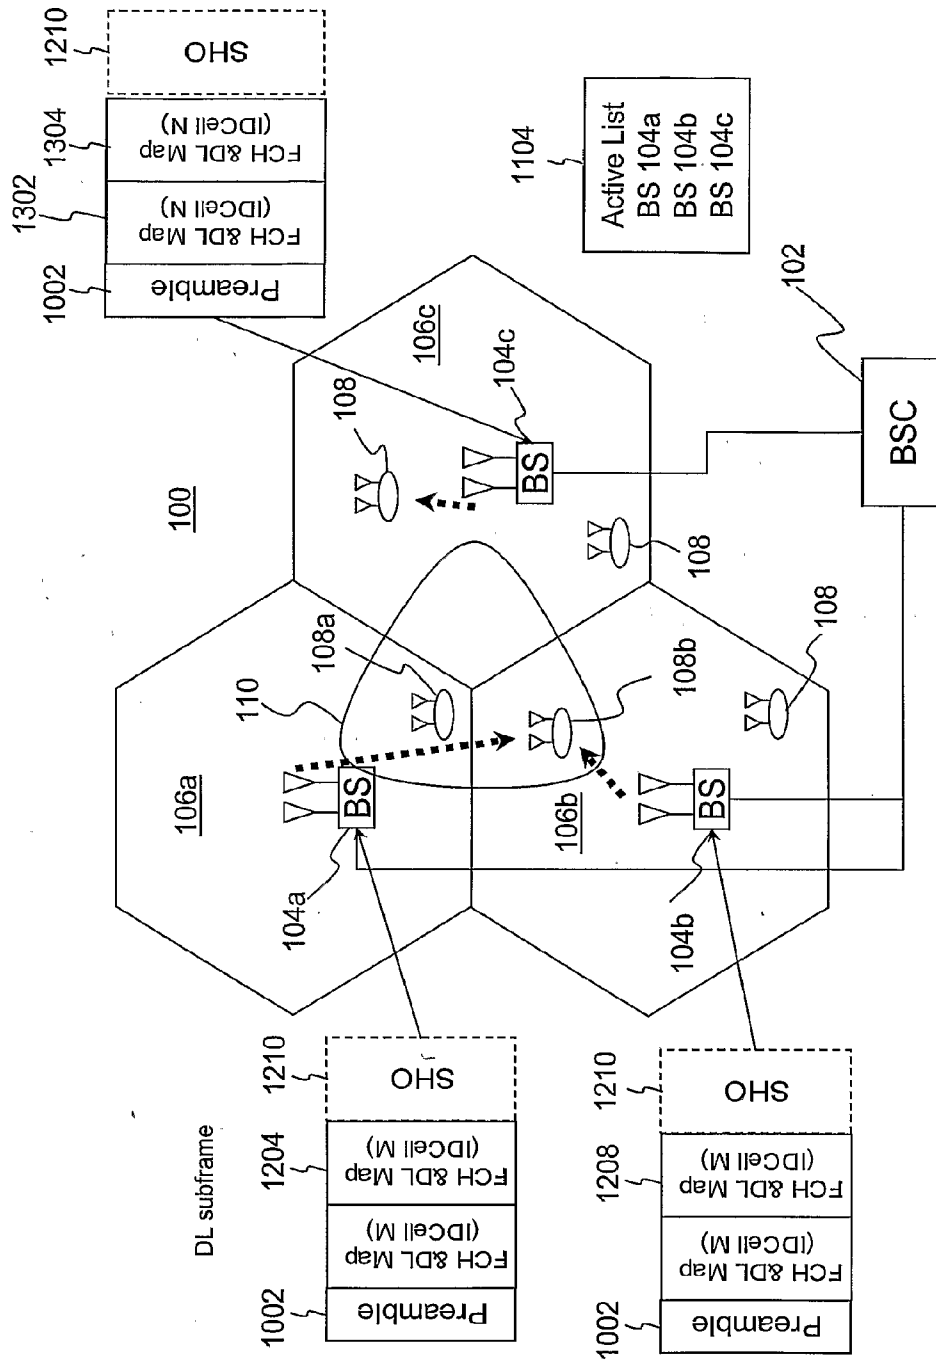 DL subframe
1002
1204
1210
Preamble
FCH &DL Map
(IDCell M)
FCH &DL Map
(IDCell M)
SHO
1002
1208
1210
Preamble
FCH &DL Map
(IDCell M)
FCH &DL Map
(IDCell M)
SHO
1002
1302
1304
1210
Preamble
FCH &DL Map
(IDCell N)
FCH &DL Map
(IDCell N)
SHO
100
106a
110
104a
BS
108a
106b
108b
104b
BS
108
106c
108
104c
BS
108
1104
Active List
BS 104a
BS 104b
BS 104c
102
BSC